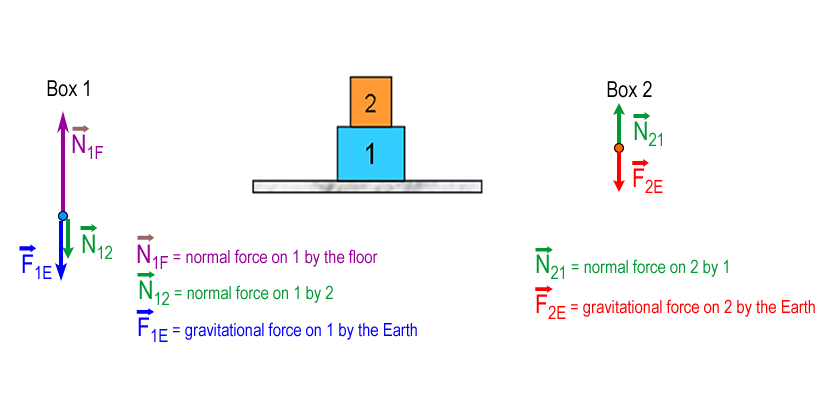 Box 1
N1F
N12
F1E
2
1
Box 2
N21
F2E
N1F = normal force on 1 by the floor
N12 = normal force on 1 by 2
F1E = gravitational force on 1 by the Earth
N21 = normal force on 2 by 1
F2E = gravitational force on 2 by the Earth